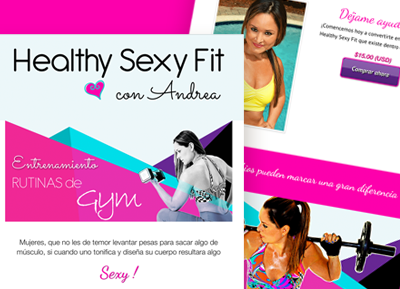 Healthy Sexy Fit
con Andrea
Entrenamiento
RUTINAS de
Gym
Mujeres, que no les de temor levantar pesas para sacar algo de
músculo, si cuando uno tonifica y diseña su cuerpo resultara algo
Sexy !
Déjame ayud
¡Comencemos hoy a convertirte en
Healthy Sexy Fit que existe dentro
$15.00 (USD)
Comprar ahora
pueden marcar una gran diferencia